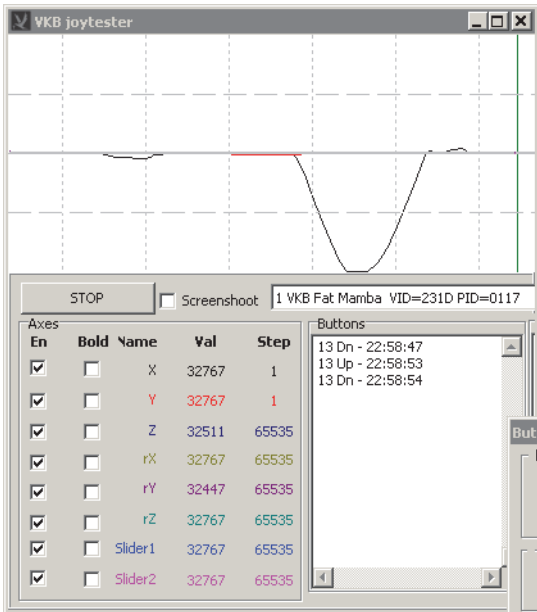 VKB joytester
STOP
Screenshoot
1 VKB Fat Mamba VID=231D PID=0117
Axes
En Bold Name Val Step
X 32767 1
Y 32767 1
Z 32511 65535
rX 32767 65535
rY 32447 65535
rZ 32767 65535
Slider1 32767 65535
Slider2 32767 65535
Buttons
13 Dn - 22:58:47
13 Up - 22:58:53
13 Dn - 22:58:54
But